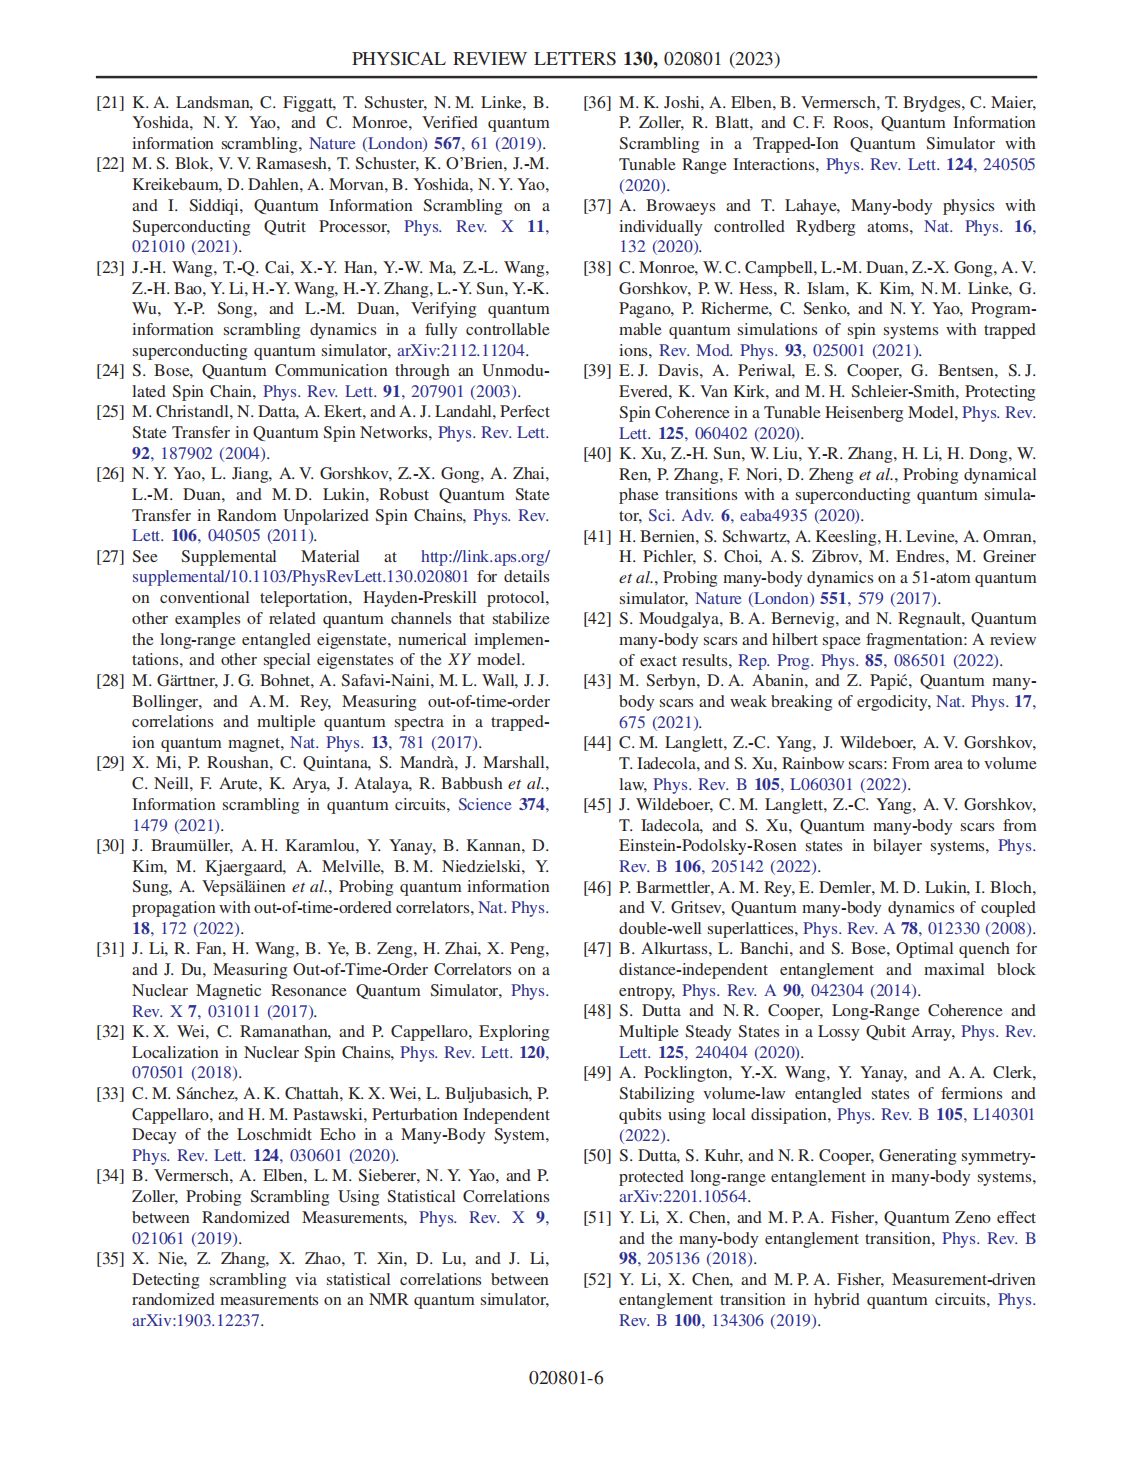 PHYSICAL REVIEW LETTERS 130, 020801 (2023)
[21] K. A. Landsman, C. Figgatt, T. Schuster, N. M. Linke, B.
Yoshida, N. Y. Yao, and C. Monroe, Verified quantum
information scrambling, Nature (London) 567, 61 (2019).
[22] M. S. Blok, V. V. Ramasesh, T. Schuster, K. O’Brien, J.-M.
Kreikebaum, D. Dahlen, A. Morvan, B. Yoshida, N. Y. Yao,
and I. Siddiqi, Quantum Information Scrambling on a
Superconducting Qutrit Processor, Phys. Rev. X 11,
021010 (2021).
[23] J.-H. Wang, T.-Q. Cai, X.-Y. Han, Y.-W. Ma, Z.-L. Wang,
Z.-H. Bao, Y. Li, H.-Y. Wang, H.-Y. Zhang, L.-Y. Sun, Y.-K.
Wu, Y.-P. Song, and L.-M. Duan, Verifying quantum
information scrambling dynamics in a fully controllable
superconducting quantum simulator, arXiv:2112.11204.
[24] S. Bose, Quantum Communication through an Unmodu-
lated Spin Chain, Phys. Rev. Lett. 91, 207901 (2003).
[25] M. Christandl, N. Datta, A. Ekert, and A. J. Landahl, Perfect
State Transfer in Quantum Spin Networks, Phys. Rev. Lett.
92, 187902 (2004).
[26] N. Y. Yao, L. Jiang, A. V. Gorshkov, Z.-X. Gong, A. Zhai,
L.-M. Duan, and M. D. Lukin, Robust Quantum State
Transfer in Random Unpolarized Spin Chains, Phys. Rev.
Lett. 106, 040505 (2011).
[27] See Supplemental Material at http://link.aps.org/
supplemental/10.1103/PhysRevLett.130.020801 for details
on conventional teleportation, Hayden-Preskill protocol,
other examples of related quantum channels that stabilize
the long-range entangled eigenstate, numerical implemen-
tations, and other special eigenstates of the XY model.
[28] M. Gärttner, J. G. Bohnet, A. Safavi-Naini, M. L. Wall, J. J.
Bollinger, and A. M. Rey, Measuring out-of-time-order
correlations and multiple quantum spectra in a trapped-
ion quantum magnet, Nat. Phys. 13, 781 (2017).
[29] X. Mi, P. Roushan, C. Quintana, S. Mandrà, J. Marshall,
C. Neill, F. Arute, K. Arya, J. Atalaya, R. Babbush et al.,
Information scrambling in quantum circuits, Science 374,
1479 (2021).
[30] J. Braumüller, A. H. Karamlou, Y. Yanay, B. Kannan, D.
Kim, M. Kjaergaard, A. Melville, B. M. Niedzielski, Y.
Sung, A. Vepsäläinen et al., Probing quantum information
propagation with out-of-time-ordered correlators, Nat. Phys.
18, 172 (2022).
[31] J. Li, R. Fan, H. Wang, B. Ye, B. Zeng, H. Zhai, X. Peng,
and J. Du, Measuring Out-of-Time-Order Correlators on a
Nuclear Magnetic Resonance Quantum Simulator, Phys.
Rev. X 7, 031011 (2017).
[32] K. X. Wei, C. Ramanathan, and P. Cappellaro, Exploring
Localization in Nuclear Spin Chains, Phys. Rev. Lett. 120,
070501 (2018).
[33] C. M. Sánchez, A. K. Chattah, K. X. Wei, L. Buljubasich, P.
Cappellaro, and H. M. Pastawski, Perturbation Independent
Decay of the Loschmidt Echo in a Many-Body System,
Phys. Rev. Lett. 124, 030601 (2020).
[34] B. Vermersch, A. Elben, L. M. Sieberer, N. Y. Yao, and P.
Zoller, Probing Scrambling Using Statistical Correlations
between Randomized Measurements, Phys. Rev. X 9,
021061 (2019).
[35] X. Nie, Z. Zhang, X. Zhao, T. Xin, D. Lu, and J. Li,
Detecting scrambling via statistical correlations between
randomized measurements on an NMR quantum simulator,
arXiv:1903.12237.
[36] M. K. Joshi, A. Elben, B. Vermersch, T. Brydges, C. Maier,
P. Zoller, R. Blatt, and C. F. Roos, Quantum Information
Scrambling in a Trapped-Ion Quantum Simulator with
Tunable Range Interactions, Phys. Rev. Lett. 124, 240505
(2020).
[37] A. Browaeys and T. Lahaye, Many-body physics with
individually controlled Rydberg atoms, Nat. Phys. 16,
132 (2020).
[38] C. Monroe, W. C. Campbell, L.-M. Duan, Z.-X. Gong, A. V.
Gorshkov, P. W. Hess, R. Islam, K. Kim, N. M. Linke, G.
Pagano, P. Richerme, C. Senko, and N. Y. Yao, Program-
mable quantum simulations of spin systems with trapped
ions, Rev. Mod. Phys. 93, 025001 (2021).
[39] E. J. Davis, A. Periwal, E. S. Cooper, G. Bentsen, S. J.
Evered, K. Van Kirk, and M. H. Schleier-Smith, Protecting
Spin Coherence in a Tunable Heisenberg Model, Phys. Rev.
Lett. 125, 060402 (2020).
[40] K. Xu, Z.-H. Sun, W. Liu, Y.-R. Zhang, H. Li, H. Dong, W.
Ren, P. Zhang, F. Nori, D. Zheng et al., Probing dynamical
phase transitions with a superconducting quantum simula-
tor, Sci. Adv. 6, eaba4935 (2020).
[41] H. Bernien, S. Schwartz, A. Keesling, H. Levine, A. Omran,
H. Pichler, S. Choi, A. S. Zibrov, M. Endres, M. Greiner
et al., Probing many-body dynamics on a 51-atom quantum
simulator, Nature (London) 551, 579 (2017).
[42] S. Moudgalya, B. A. Bernevig, and N. Regnault, Quantum
many-body scars and hilbert space fragmentation: A review
of exact results, Rep. Prog. Phys. 85, 086501 (2022).
[43] M. Serbyn, D. A. Abanin, and Z. Papić, Quantum many-
body scars and weak breaking of ergodicity, Nat. Phys. 17,
675 (2021).
[44] C. M. Langlett, Z.-C. Yang, J. Wildeboer, A. V. Gorshkov,
T. Iadecola, and S. Xu, Rainbow scars: From area to volume
law, Phys. Rev. B 105, L060301 (2022).
[45] J. Wildeboer, C. M. Langlett, Z.-C. Yang, A. V. Gorshkov,
T. Iadecola, and S. Xu, Quantum many-body scars from
Einstein-Podolsky-Rosen states in bilayer systems, Phys.
Rev. B 106, 205142 (2022).
[46] P. Barmettler, A. M. Rey, E. Demler, M. D. Lukin, I. Bloch,
and V. Gritsev, Quantum many-body dynamics of coupled
double-well superlattices, Phys. Rev. A 78, 012330 (2008).
[47] B. Alkurtass, L. Banchi, and S. Bose, Optimal quench for
distance-independent entanglement and maximal block
entropy, Phys. Rev. A 90, 042304 (2014).
[48] S. Dutta and N. R. Cooper, Long-Range Coherence and
Multiple Steady States in a Lossy Qubit Array, Phys. Rev.
Lett. 125, 240404 (2020).
[49] A. Pocklington, Y.-X. Wang, Y. Yanay, and A. A. Clerk,
Stabilizing volume-law entangled states of fermions and
qubits using local dissipation, Phys. Rev. B 105, L140301
(2022).
[50] S. Dutta, S. Kuhr, and N. R. Cooper, Generating symmetry-
protected long-range entanglement in many-body systems,
arXiv:2201.10564.
[51] Y. Li, X. Chen, and M. P. A. Fisher, Quantum Zeno effect
and the many-body entanglement transition, Phys. Rev. B
98, 205136 (2018).
[52] Y. Li, X. Chen, and M. P. A. Fisher, Measurement-driven
entanglement transition in hybrid quantum circuits, Phys.
Rev. B 100, 134306 (2019).
020801-6